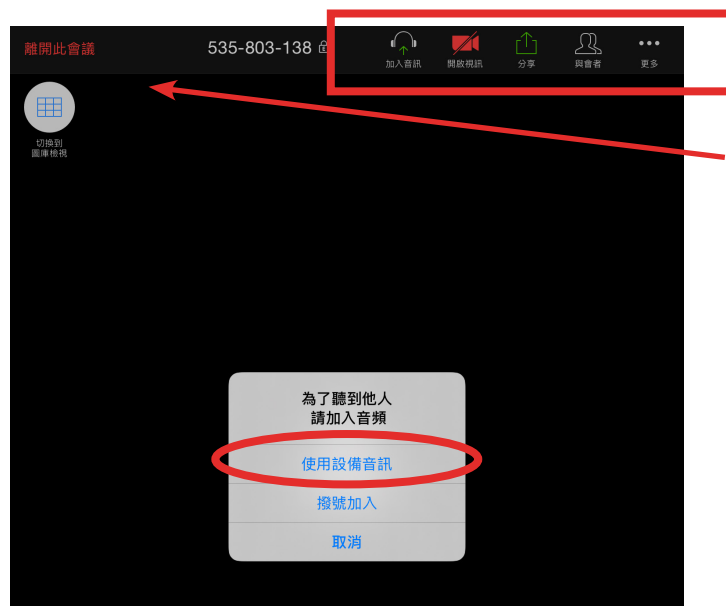 離開此會議
535-803-138
加入音訊
開啟視訊
分享
與會者
更多
切換到
圖庫檢視
為了聽到他人
請加入音頻
使用設備音訊
撥號加入
取消